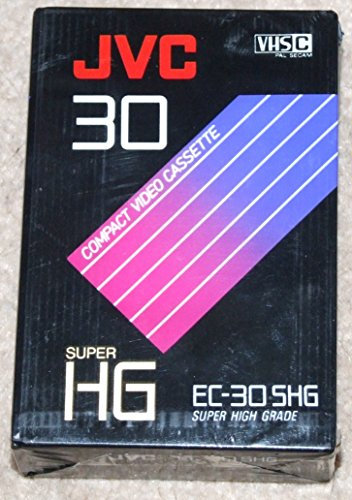 JVC
VHS C
PAL SECAM
30
COMPACT VIDEO CASSETTE
SUPER
HG
EC-30 SHG
SUPER HIGH GRADE